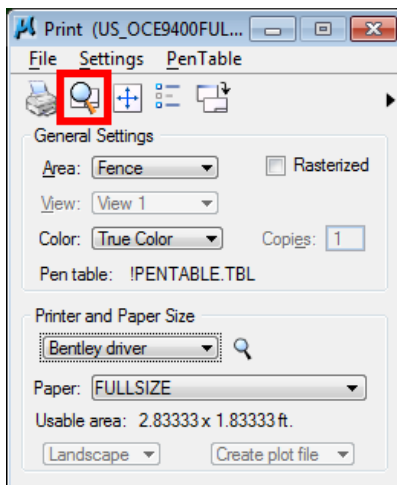 Print (US_OCE9400FUL...
File Settings PenTable
General Settings
Area: Fence Rasterized
View: View 1
Color: True Color Copies: 1
Pen table: !PENTABLE.TBL
Printer and Paper Size
Bentley driver
Paper: FULLSIZE
Usable area: 2.83333 x 1.83333 ft.
Landscape Create plot file